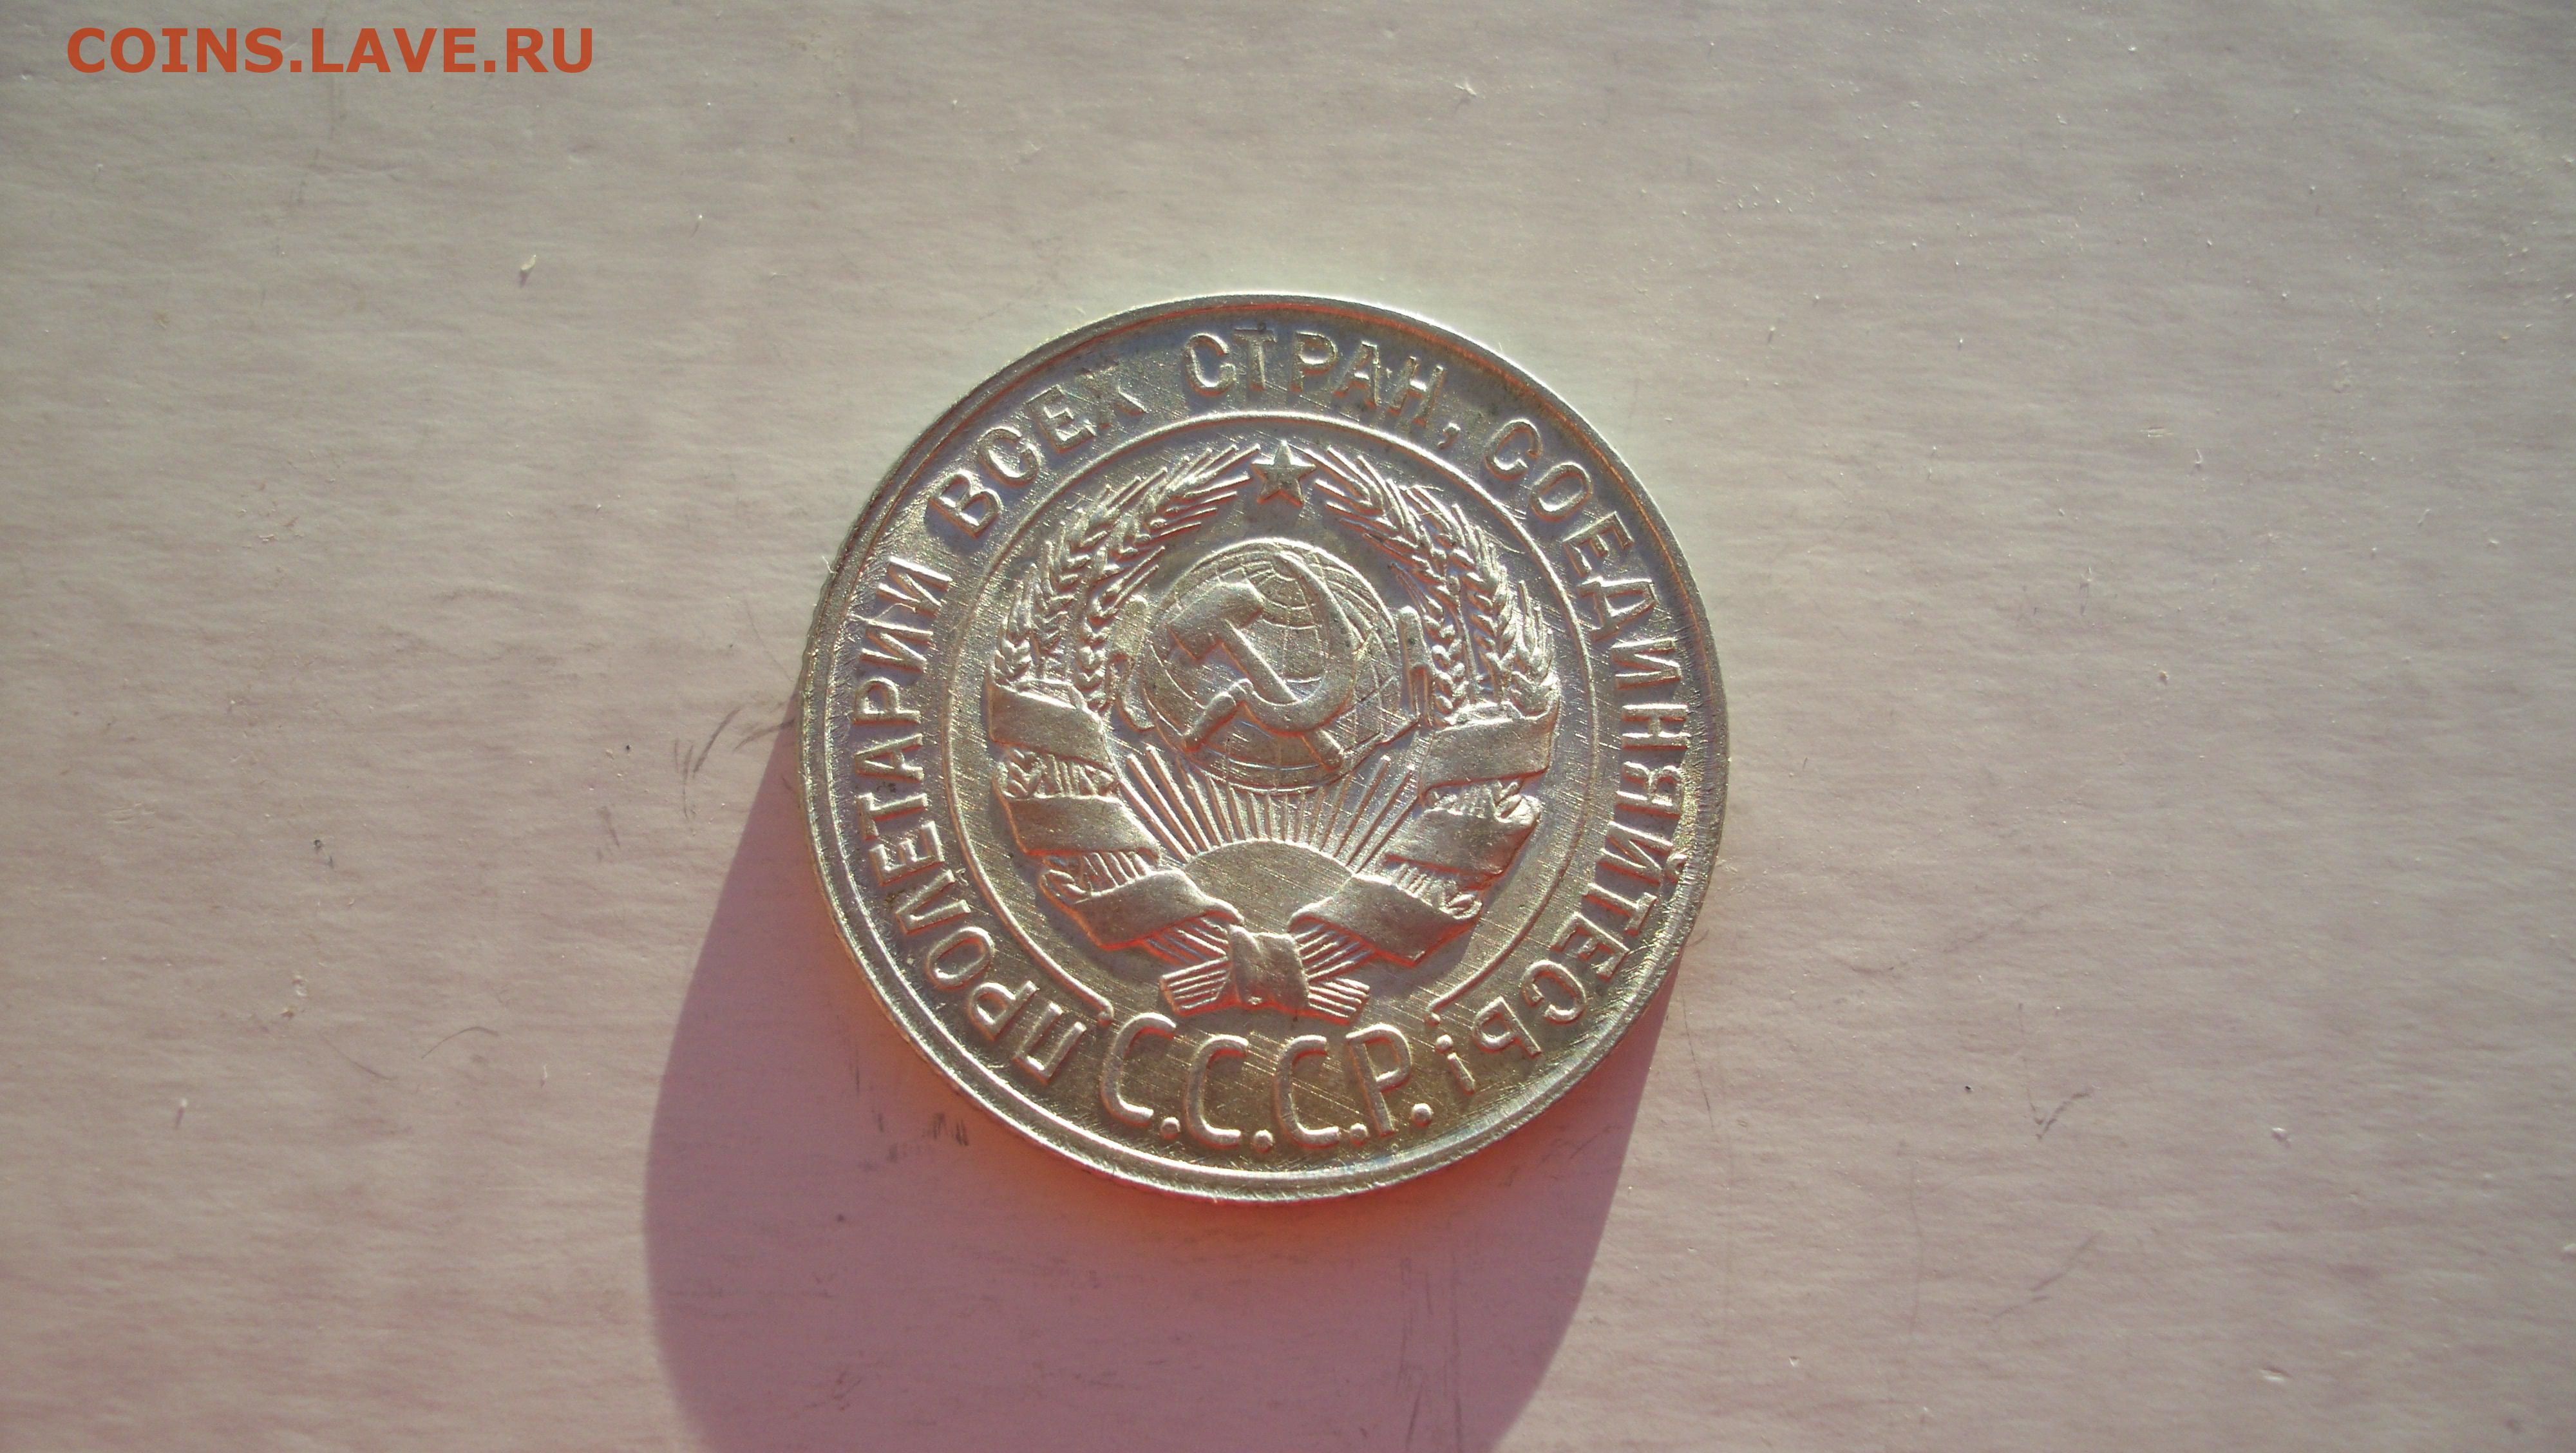 COINS.LAVE.RU
ПРОЛЕТАРИИ ВСЕХ СТРАН, СОЕДИНЯЙТЕСЬ!
С.С.С.Р.